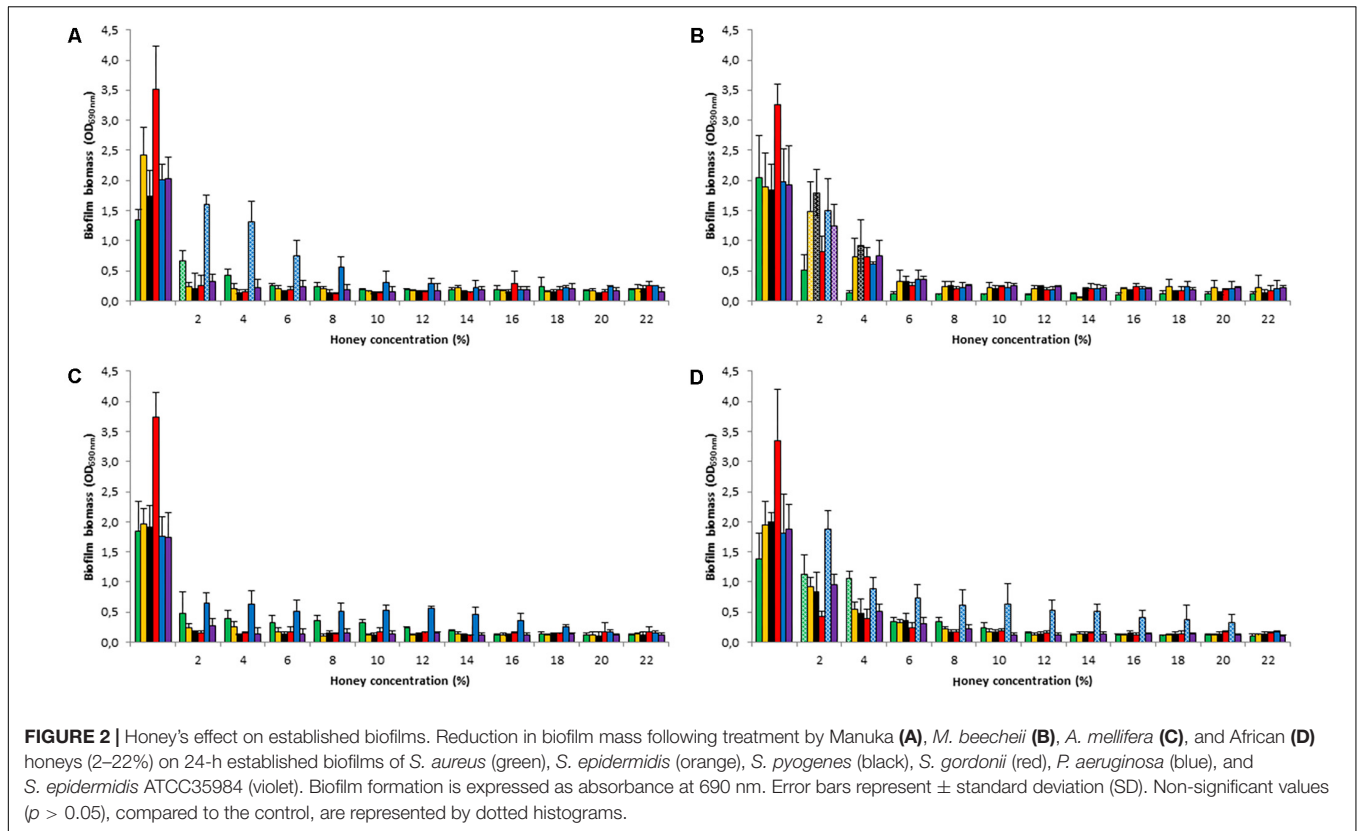 A
4,5
4,0
3,5
3,0
2,5
2,0
1,5
1,0
0,5
0,0
Biofilm biomass (OD690nm)
2 4 6 8 10 12 14 16 18 20 22
Honey concentration (%)
B
4,5
4,0
3,5
3,0
2,5
2,0
1,5
1,0
0,5
0,0
Biofilm biomass (OD690nm)
2 4 6 8 10 12 14 16 18 20 22
Honey concentration (%)
C
4,5
4,0
3,5
3,0
2,5
2,0
1,5
1,0
0,5
0,0
Biofilm biomass (OD690nm)
2 4 6 8 10 12 14 16 18 20 22
Honey concentration (%)
D
4,5
4,0
3,5
3,0
2,5
2,0
1,5
1,0
0,5
0,0
Biofilm biomass (OD690nm)
2 4 6 8 10 12 14 16 18 20 22
Honey concentration (%)
FIGURE 2 | Honey's effect on established biofilms. Reduction in biofilm mass following treatment by Manuka (A), M. beecheii (B), A. mellifera (C), and African (D)
honeys (2–22%) on 24-h established biofilms of S. aureus (green), S. epidermidis (orange), S. pyogenes (black), S. gordonii (red), P. aeruginosa (blue), and
S. epidermidis ATCC35984 (violet). Biofilm formation is expressed as absorbance at 690 nm. Error bars represent ± standard deviation (SD). Non-significant values
(p > 0.05), compared to the control, are represented by dotted histograms.